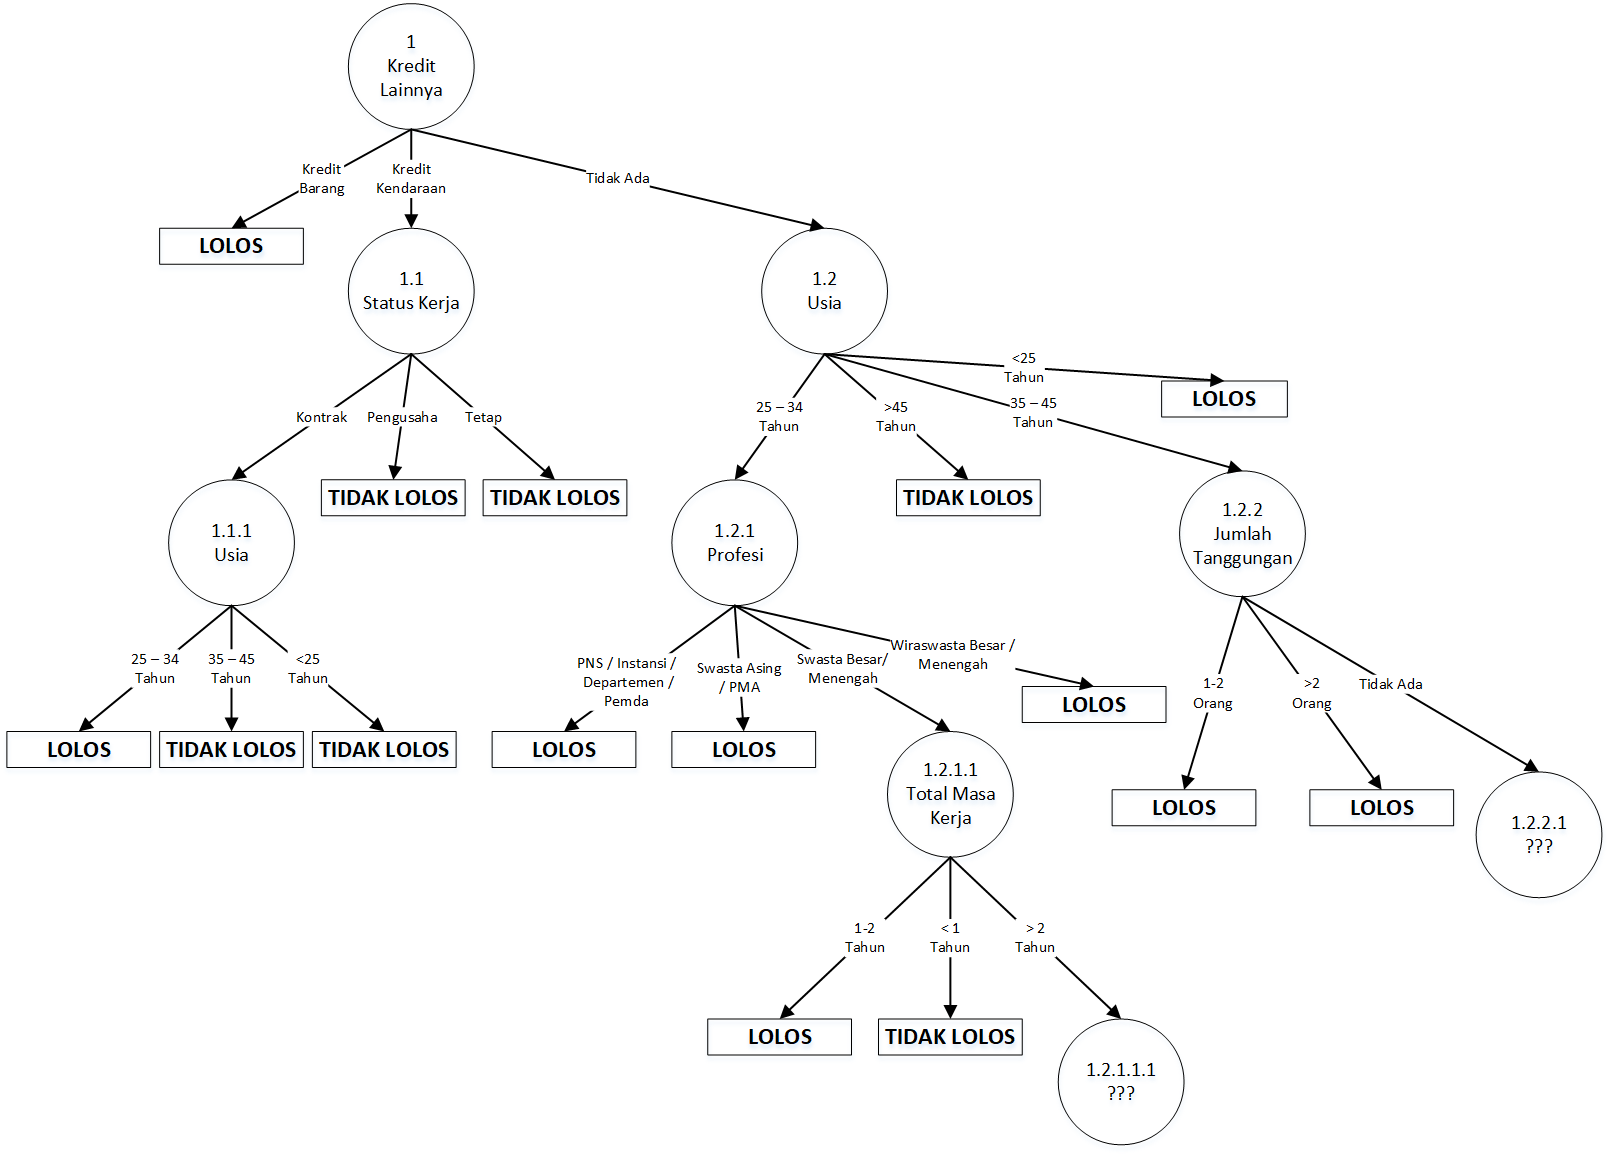 1
Kredit
Lainnya
Kredit
Barang
Kredit
Kendaraan
Tidak Ada
LOLOS
1.1
Status Kerja
1.2
Usia
<25
Tahun
LOLOS
Kontrak
Pengusaha
Tetap
25 – 34
Tahun
>45
Tahun
35 – 45
Tahun
1.1.1
Usia
TIDAK LOLOS
TIDAK LOLOS
1.2.1
Profesi
TIDAK LOLOS
1.2.2
Jumlah
Tanggungan
25 – 34
Tahun
35 – 45
Tahun
<25
Tahun
PNS / Instansi /
Departemen /
Pemda
Swasta Asing
/ PMA
Swasta Besar/
Menengah
Wiraswasta Besar /
Menengah
LOLOS
1-2
Orang
>2
Orang
Tidak Ada
LOLOS
TIDAK LOLOS
TIDAK LOLOS
LOLOS
LOLOS
1.2.1.1
Total Masa
Kerja
LOLOS
LOLOS
1.2.2.1
???
1-2
Tahun
< 1
Tahun
> 2
Tahun
LOLOS
TIDAK LOLOS
1.2.1.1.1
???